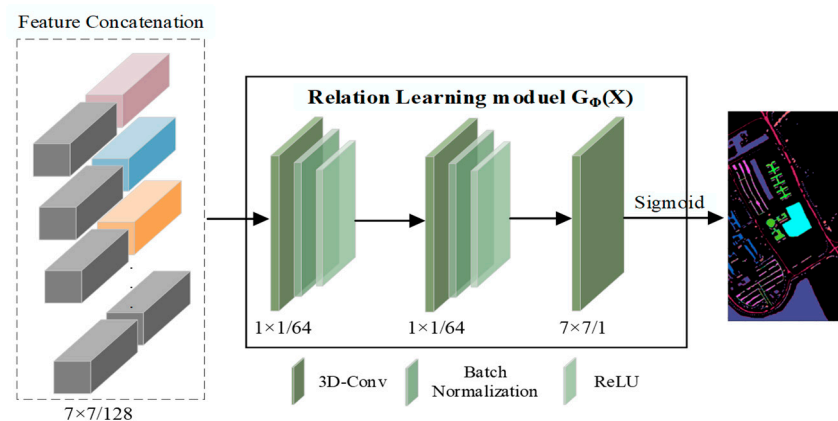 Feature Concatenation
Relation Learning moduel GΦ(X)
Sigmoid
1×1/64
1×1/64
7×7/1
3D-Conv
Batch
Normalization
ReLU
7×7/128